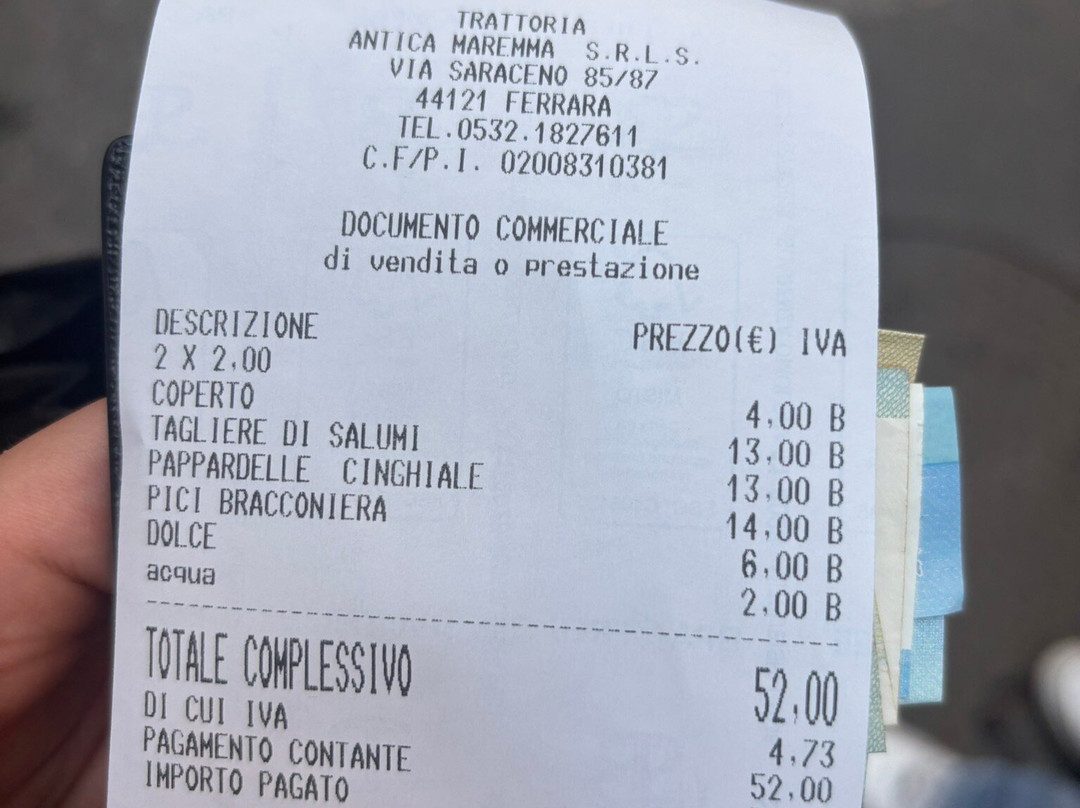 TRATTORIA
ANTICA MAREMMA S.R.L.S.
VIA SARACENO 85/87
44121 FERRARA
TEL.0532.1827611
C.F/P.I. 02008310381
DOCUMENTO COMMERCIALE
di vendita o prestazione
DESCRIZIONE PREZZO(€) IVA
2 X 2,00
COPERTO 4,00 B
TAGLIERE DI SALUMI 13,00 B
PAPPARDELLE CINGHIALE 13,00 B
PICI BRACCONIERA 14,00 B
DOLCE 6,00 B
acqua 2,00 B
TOTALE COMPLESSIVO 52,00
DI CUI IVA 4,73
PAGAMENTO CONTANTE 52,00
IMPORTO PAGATO